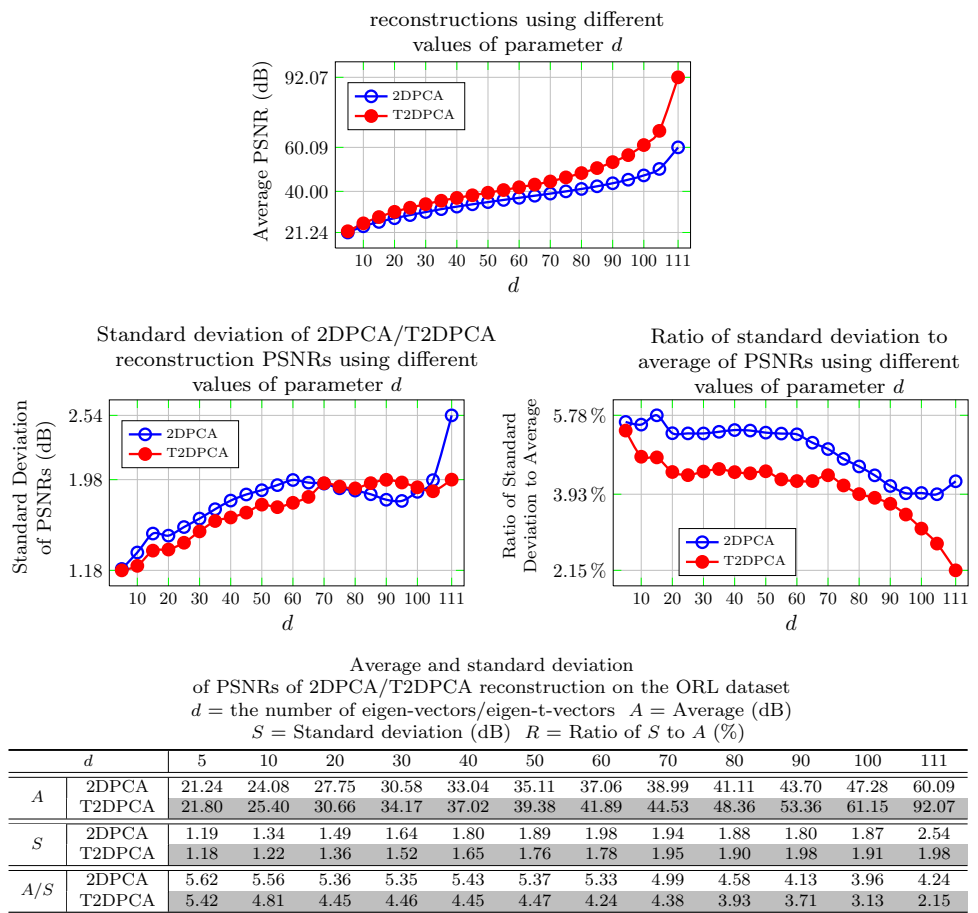 reconstructions using different
values of parameter d
Average PSNR (dB)
92.07
60.09
40.00
21.24
2DPCA
T2DPCA
10 20 30 40 50 60 70 80 90 100 111
d
Standard deviation of 2DPCA/T2DPCA
reconstruction PSNRs using different
values of parameter d
Standard Deviation
of PSNRs (dB)
2.54
1.98
1.18
2DPCA
T2DPCA
10 20 30 40 50 60 70 80 90 100 111
d
Ratio of standard deviation to
average of PSNRs using different
values of parameter d
Ratio of Standard
Deviation to Average
5.78 %
3.93 %
2.15 %
2DPCA
T2DPCA
10 20 30 40 50 60 70 80 90 100 111
d
Average and standard deviation
of PSNRs of 2DPCA/T2DPCA reconstruction on the ORL dataset
d = the number of eigen-vectors/eigen-t-vectors A = Average (dB)
S = Standard deviation (dB) R = Ratio of S to A (%)
d 5 10 20 30 40 50 60 70 80 90 100 111
A
2DPCA 21.24 24.08 27.75 30.58 33.04 35.11 37.06 38.99 41.11 43.70 47.28 60.09
T2DPCA 21.80 25.40 30.66 34.17 37.02 39.38 41.89 44.53 48.36 53.36 61.15 92.07
S
2DPCA 1.19 1.34 1.49 1.64 1.80 1.89 1.98 1.94 1.88 1.80 1.87 2.54
T2DPCA 1.18 1.22 1.36 1.52 1.65 1.76 1.78 1.95 1.90 1.98 1.91 1.98
A/S
2DPCA 5.62 5.56 5.36 5.35 5.43 5.37 5.33 4.99 4.58 4.13 3.96 4.24
T2DPCA 5.42 4.81 4.45 4.46 4.45 4.47 4.24 4.38 3.93 3.71 3.13 2.15